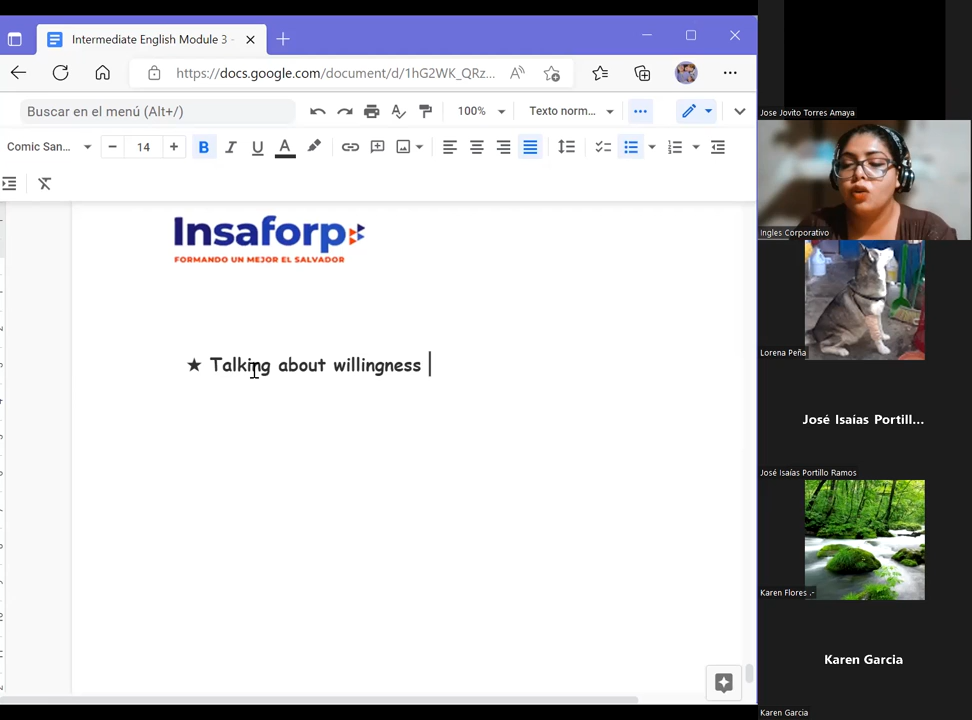 Intermediate English Module 3 -
https://docs.google.com/document/d/1hG2WK_QRz...
Buscar en el menú (Alt+/)
100%
Texto norm...
Comic San...
14
Insaforp
FORMANDO UN MEJOR EL SALVADOR
★ Talking about willingness
Jose Jovito Torres Amaya
Ingles Corporativo
Lorena Peña
José Isaías Portill...
José Isaías Portillo Ramos
Karen Flores .-
Karen Garcia
Karen Garcia